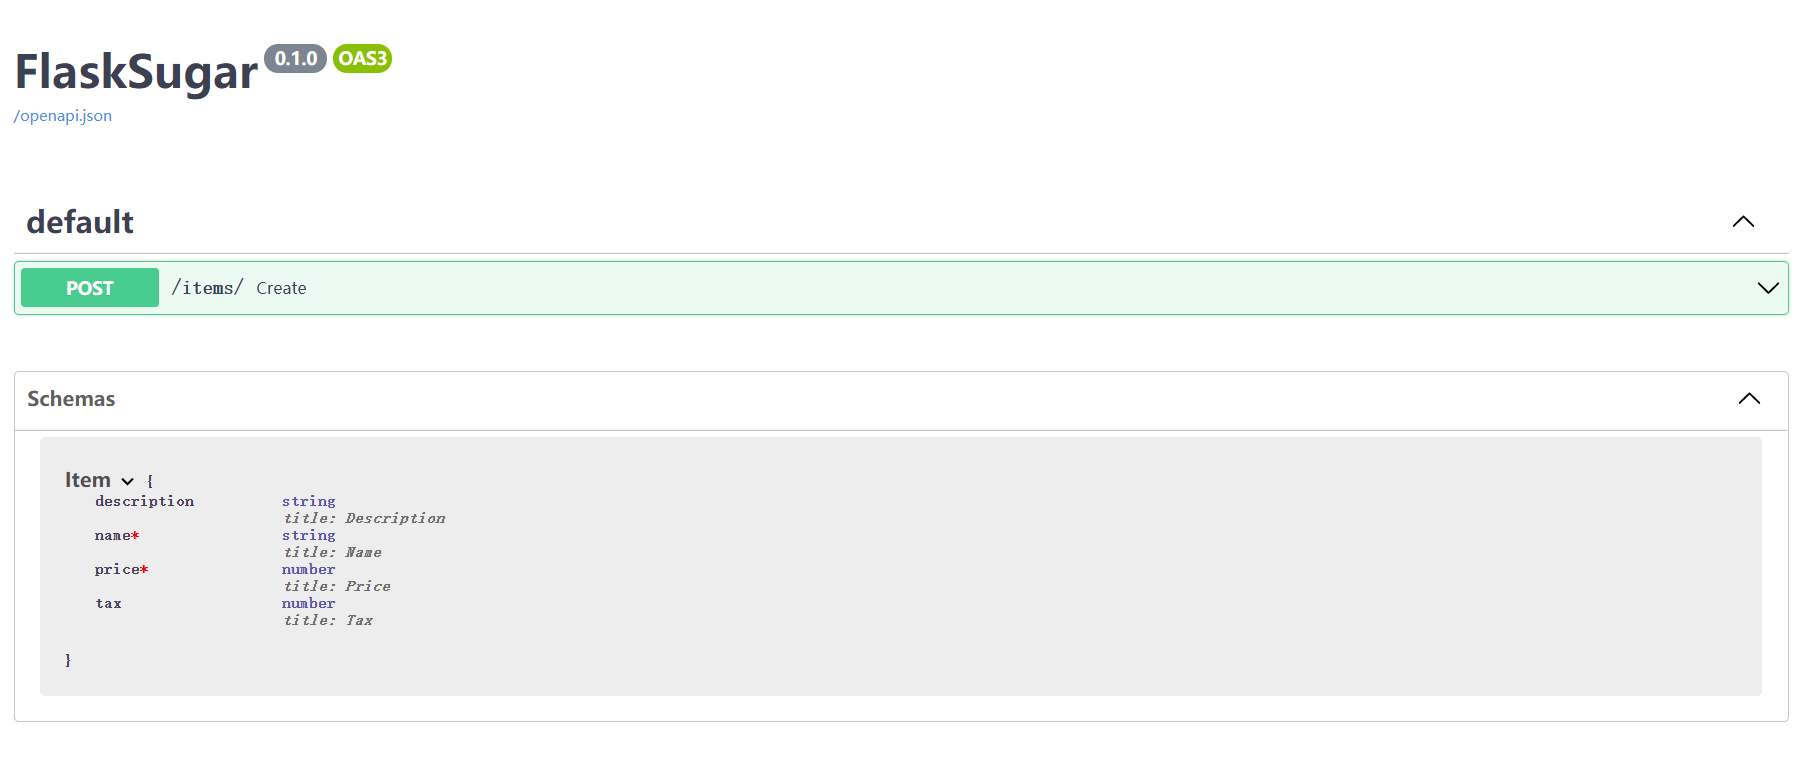 FlaskSugar 0.1.0 OAS3
/openapi.json
default
POST /items/ Create
Schemas
Item {
description string
title: Description
name* string
title: Name
price* number
title: Price
tax number
title: Tax
}